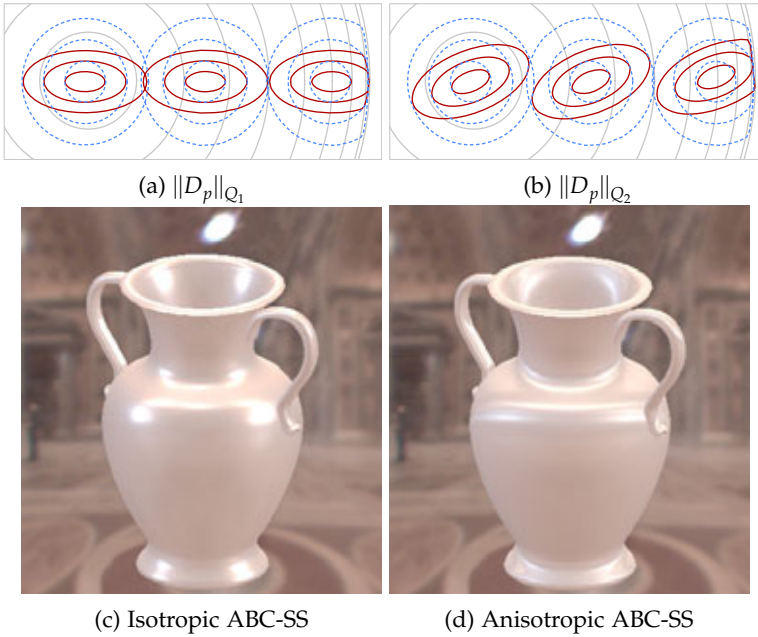 (a) ||D_p||_{Q_1}
(b) ||D_p||_{Q_2}
(c) Isotropic ABC-SS
(d) Anisotropic ABC-SS